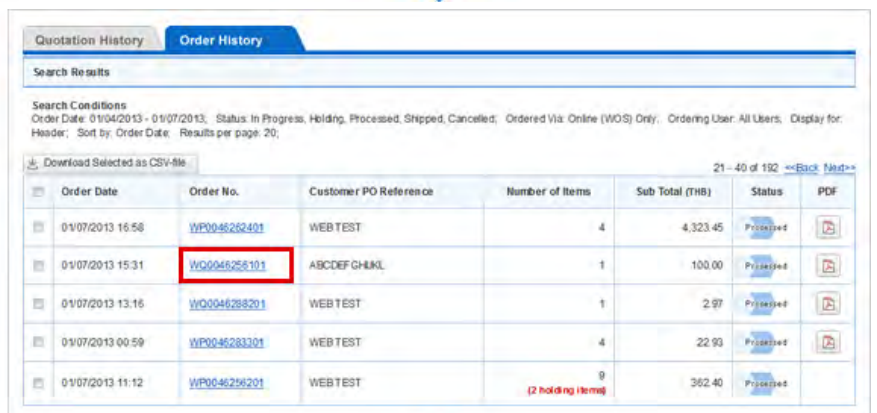 Quotation History
Order History
Search Results
Search Conditions
Order Date: 01/04/2013 - 01/07/2013; Status: In Progress, Holding, Processed, Shipped, Cancelled; Ordered Via: Online (WOS) Only; Ordering User: All Users; Display for:
Header; Sort by: Order Date; Results per page: 20;
Download Selected as CSV-file
21 - 40 of 192 <<Back Next>>
Order Date Order No. Customer PO Reference Number of Items Sub Total (THB) Status PDF
01/07/2013 16:58 WP0046262401 WEBTEST 4 4,323.45 Processed
01/07/2013 15:31 WQ0046256101 ABCDEFGHIJKL 1 100.00 Processed
01/07/2013 13:16 WQ0046288201 WEBTEST 1 2.97 Processed
01/07/2013 00:59 WP0046283301 WEBTEST 4 22.93 Processed
01/07/2013 11:12 WP0046256201 WEBTEST 9 362.40 Processed
(2 holding items)